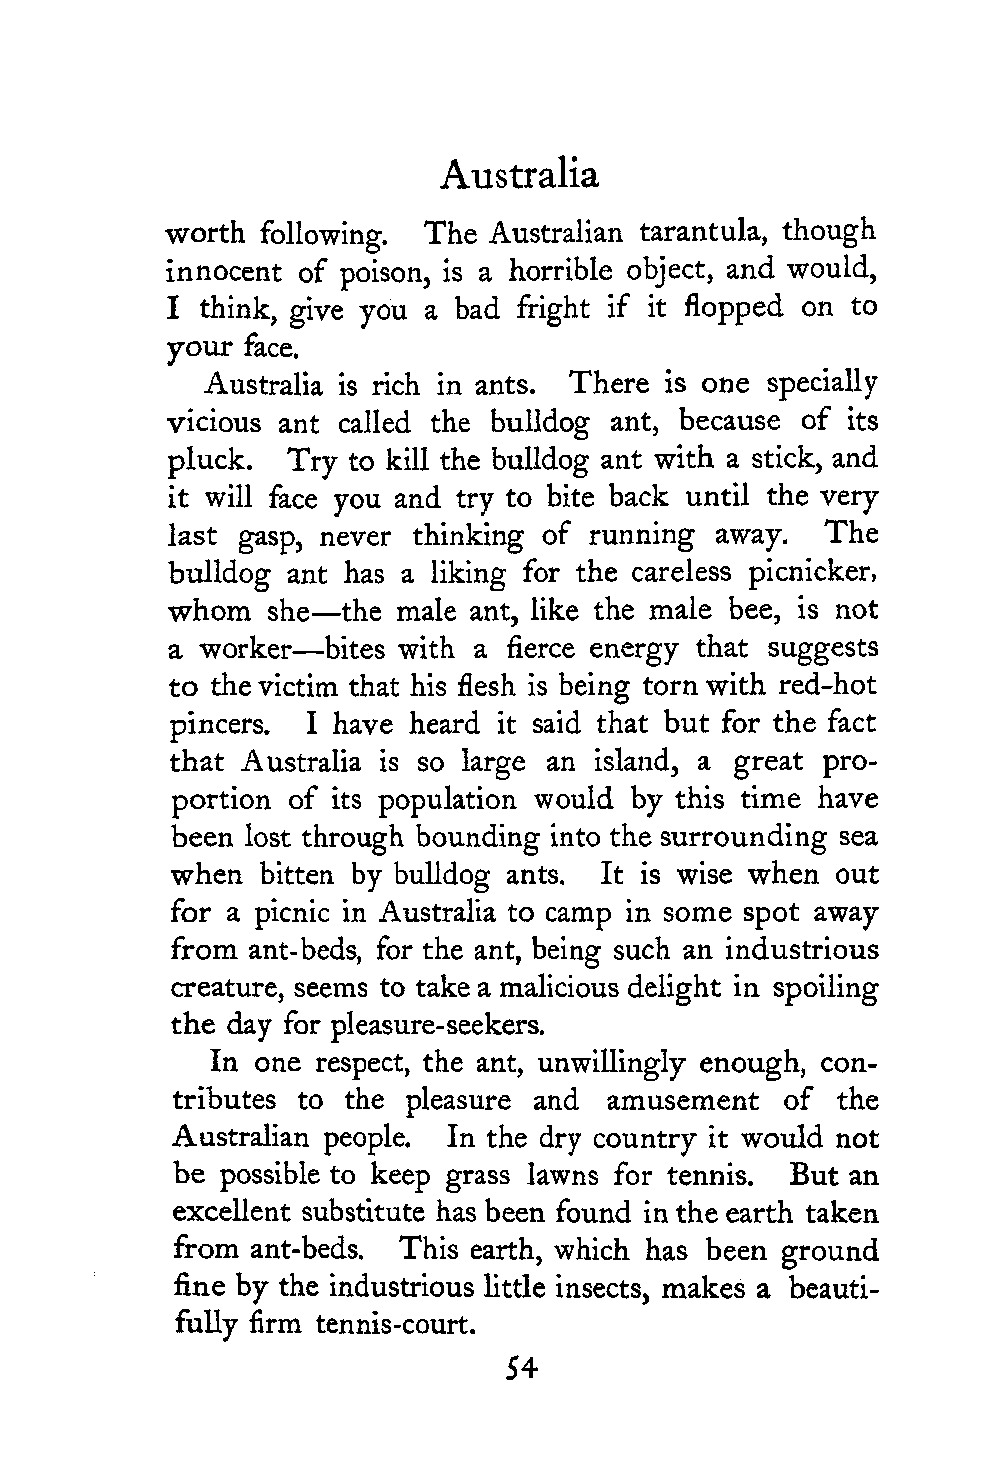 Australia
worth following. The Australian tarantula, though
innocent of poison, is a horrible object, and would,
I think, give you a bad fright if it flopped on to
your face.
Australia is rich in ants. There is one specially
vicious ant called the bulldog ant, because of its
pluck. Try to kill the bulldog ant with a stick, and
it will face you and try to bite back until the very
last gasp, never thinking of running away. The
bulldog ant has a liking for the careless picnicker,
whom she—the male ant, like the male bee, is not
a worker—bites with a fierce energy that suggests
to the victim that his flesh is being torn with red-hot
pincers. I have heard it said that but for the fact
that Australia is so large an island, a great pro-
portion of its population would by this time have
been lost through bounding into the surrounding sea
when bitten by bulldog ants. It is wise when out
for a picnic in Australia to camp in some spot away
from ant-beds, for the ant, being such an industrious
creature, seems to take a malicious delight in spoiling
the day for pleasure-seekers.
In one respect, the ant, unwillingly enough, con-
tributes to the pleasure and amusement of the
Australian people. In the dry country it would not
be possible to keep grass lawns for tennis. But an
excellent substitute has been found in the earth taken
from ant-beds. This earth, which has been ground
fine by the industrious little insects, makes a beauti-
fully firm tennis-court.
54